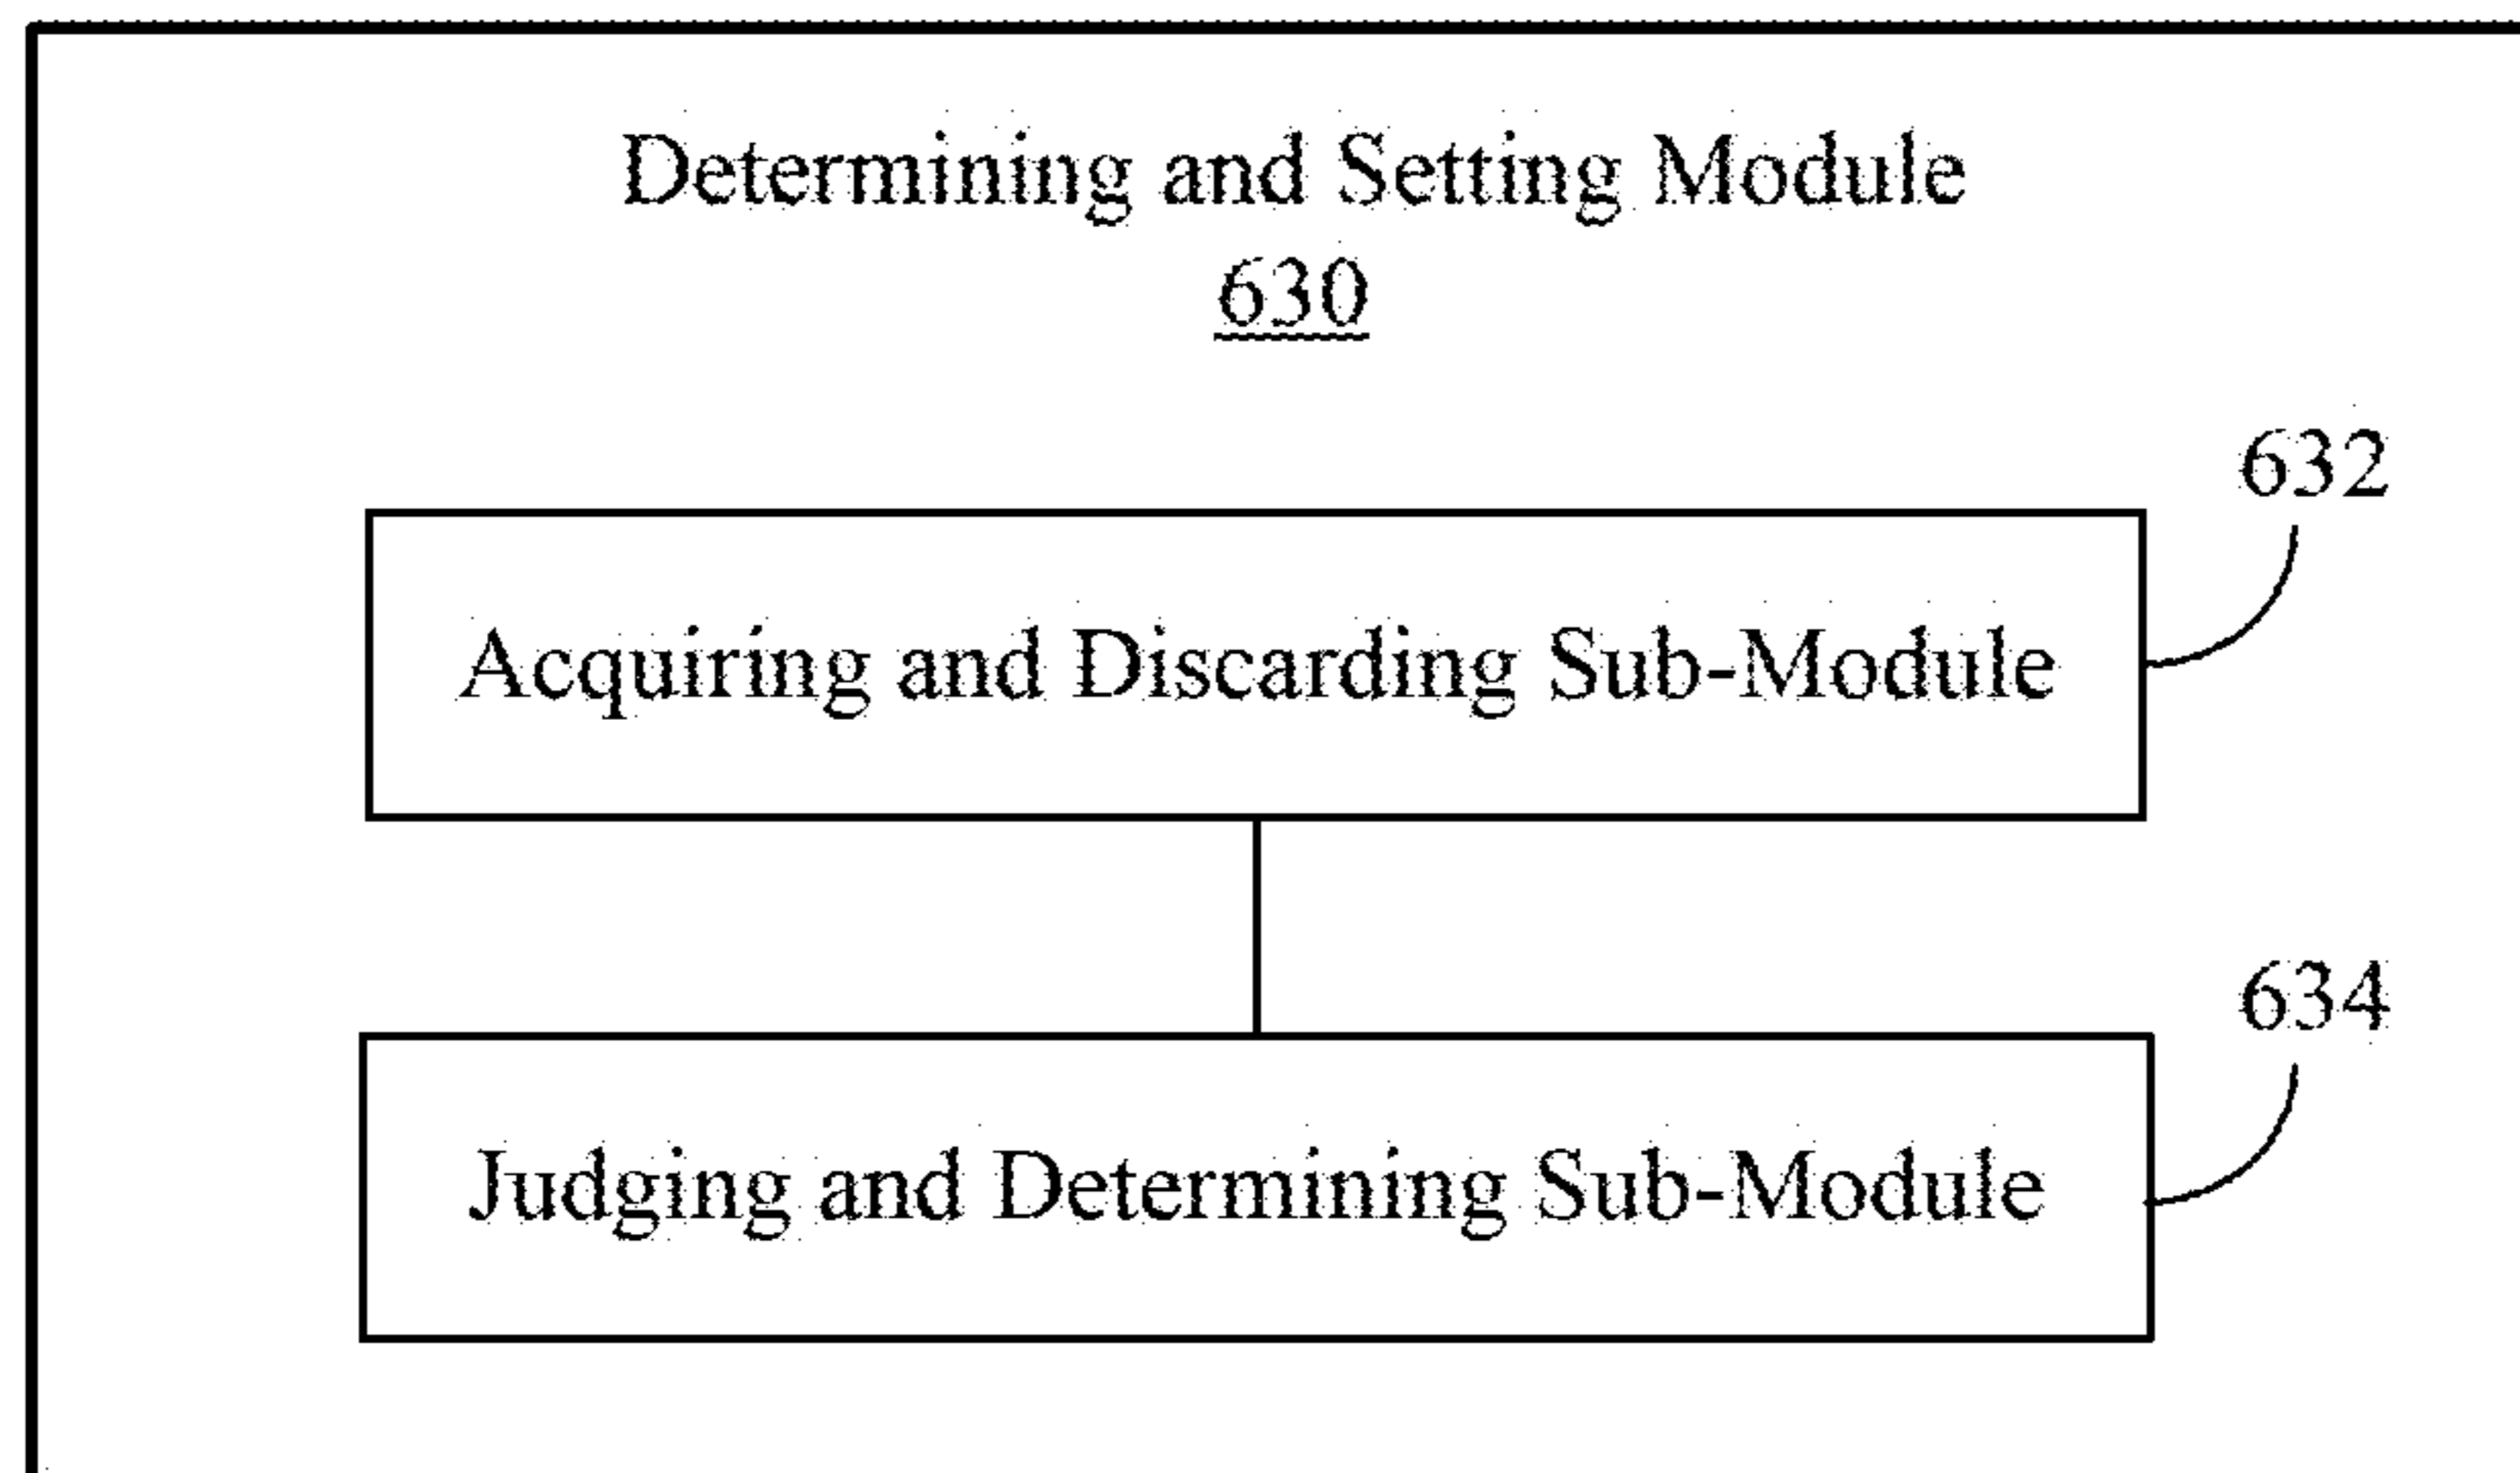 Determining and Setting Module
630
632
Acquiring and Discarding Sub-Module
634
Judging and Determining Sub-Module